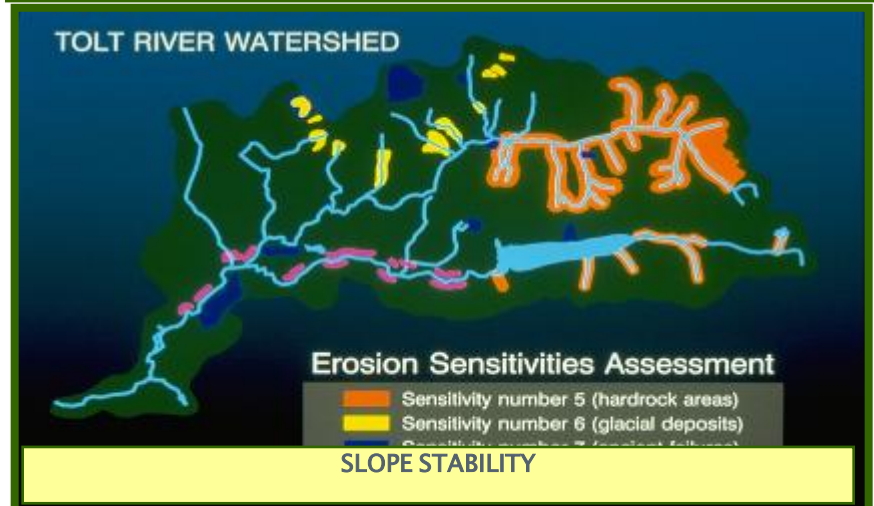 TOLT RIVER WATERSHED
Erosion Sensitivities Assessment
Sensitivity number 5 (hardrock areas)
Sensitivity number 6 (glacial deposits)
SLOPE STABILITY